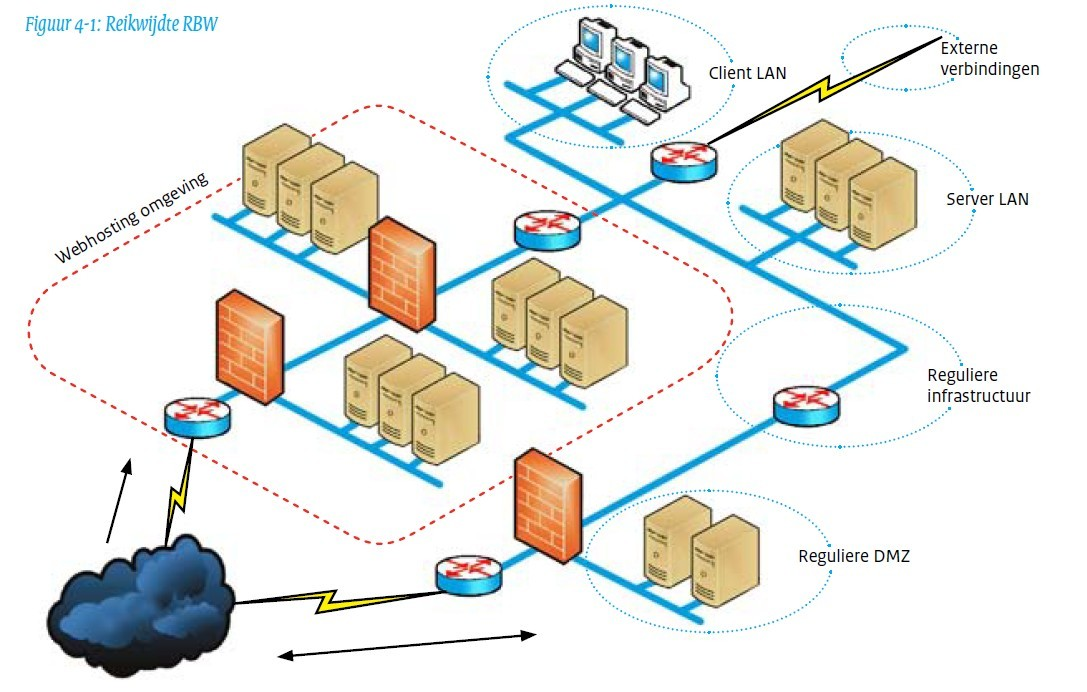 Figuur 4-1: Reikwijdte RBW
Client LAN
Externe
verbindingen
Webhosting omgeving
Server LAN
Reguliere
infrastructuur
Reguliere DMZ